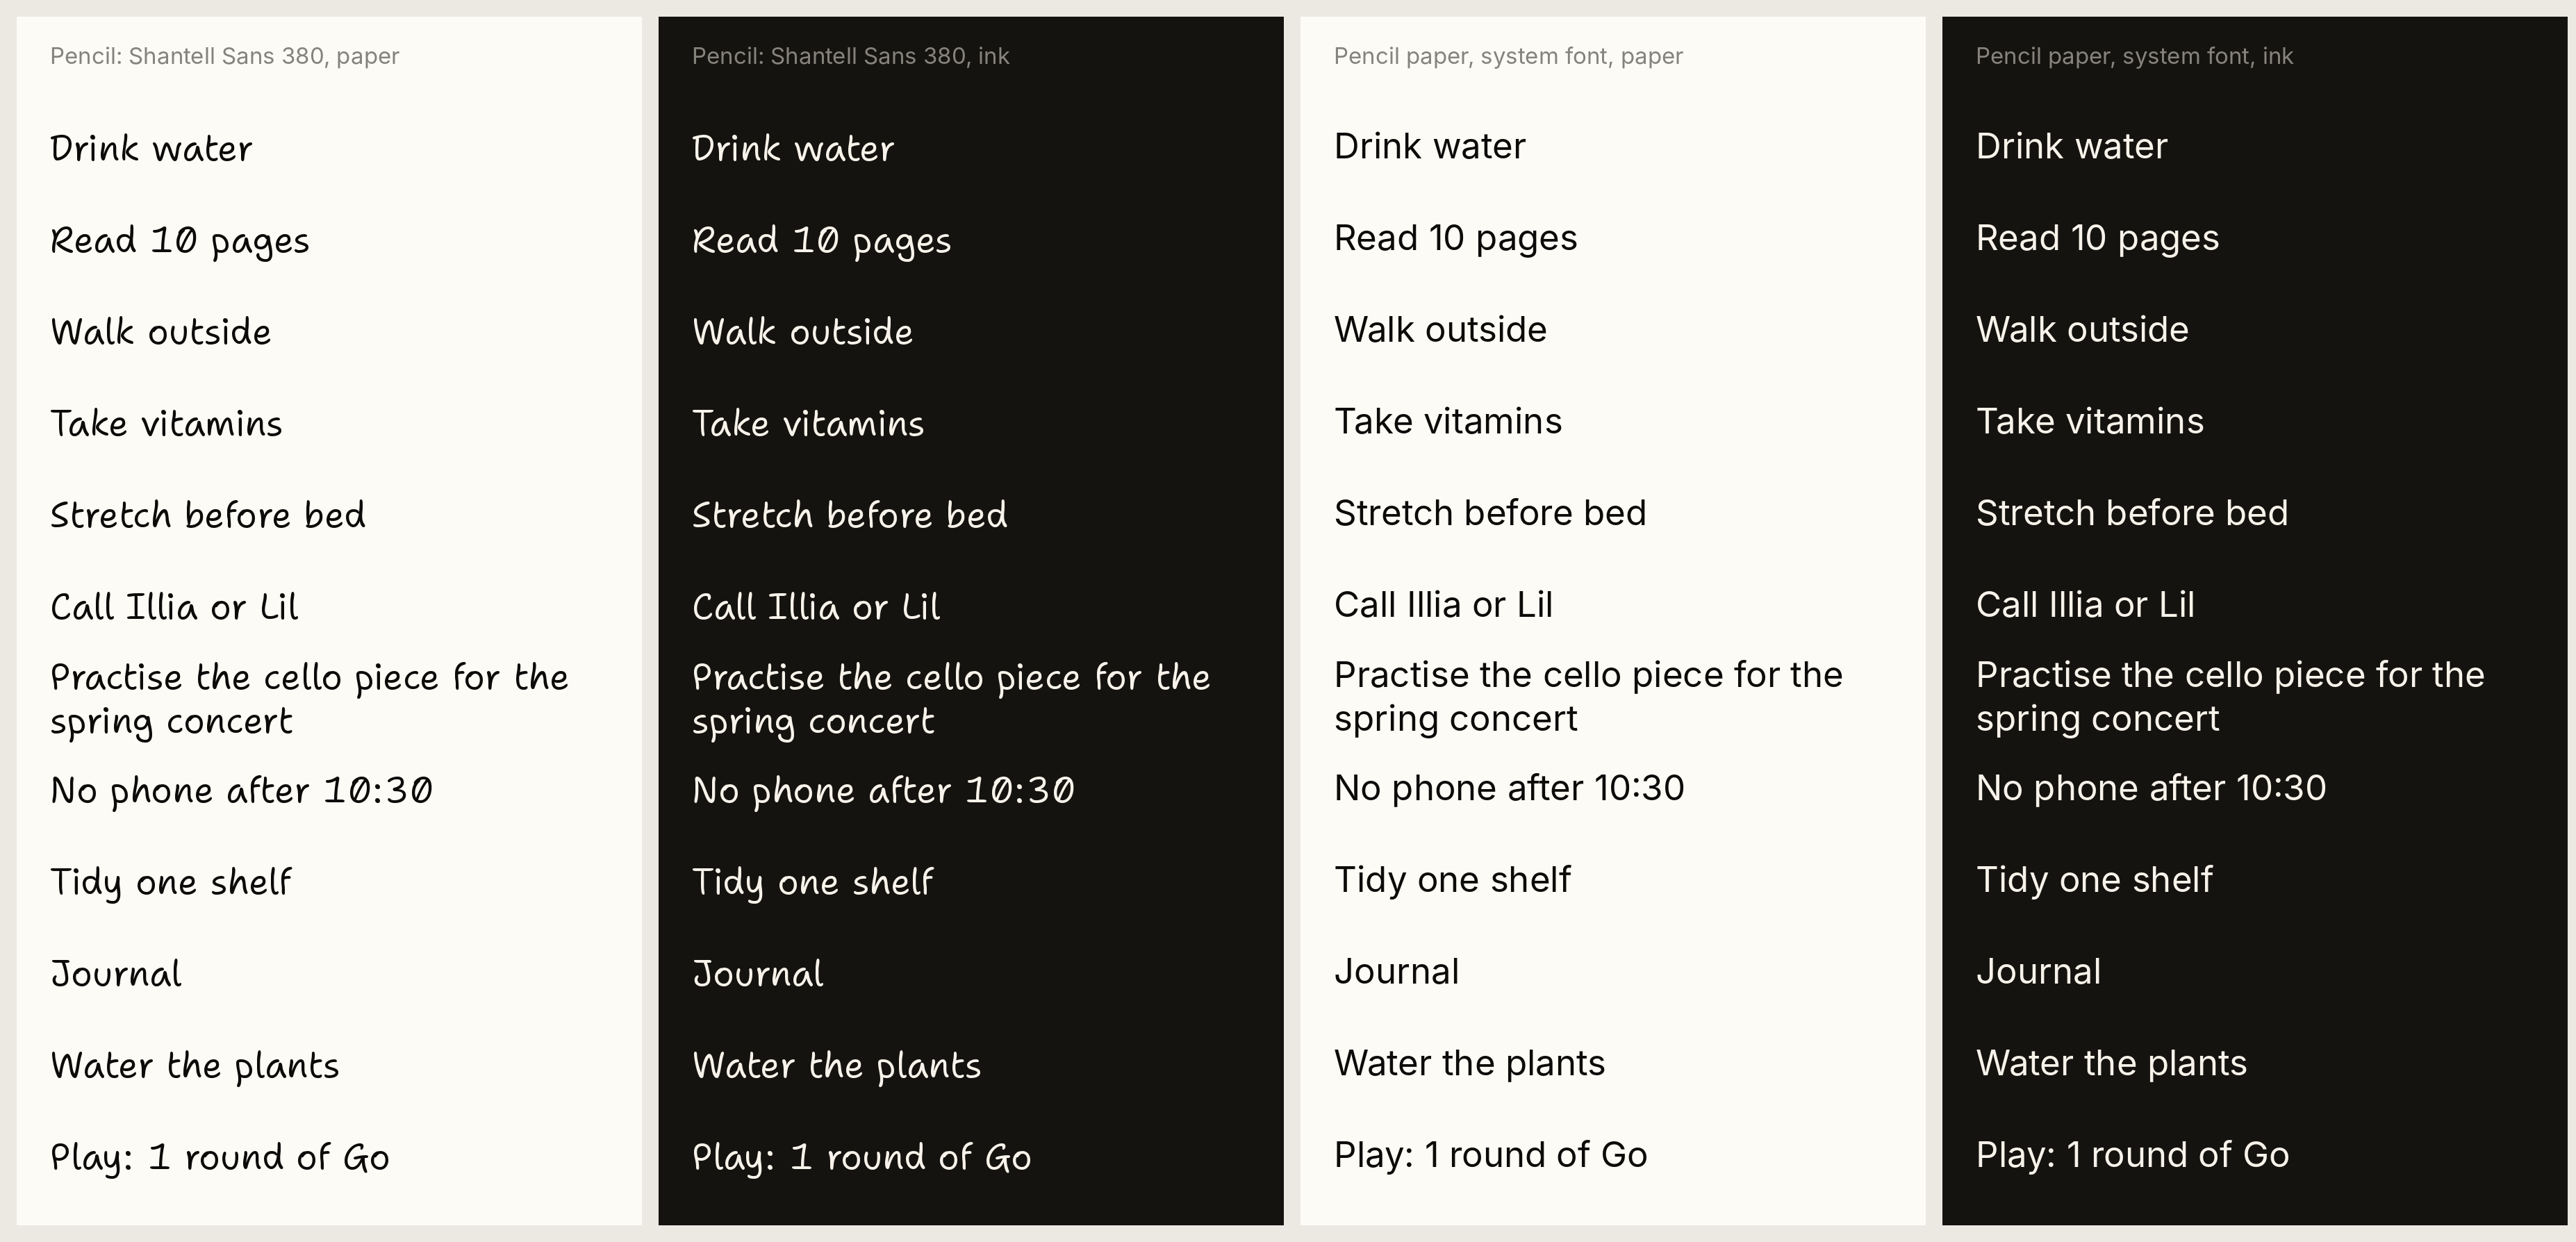 Pencil: Shantell Sans 380, paper
Drink water
Read 10 pages
Walk outside
Take vitamins
Stretch before bed
Call Illia or Lil
Practise the cello piece for the
spring concert
No phone after 10:30
Tidy one shelf
Journal
Water the plants
Play: 1 round of Go
Pencil: Shantell Sans 380, ink
Drink water
Read 10 pages
Walk outside
Take vitamins
Stretch before bed
Call Illia or Lil
Practise the cello piece for the
spring concert
No phone after 10:30
Tidy one shelf
Journal
Water the plants
Play: 1 round of Go
Pencil paper, system font, paper
Drink water
Read 10 pages
Walk outside
Take vitamins
Stretch before bed
Call Illia or Lil
Practise the cello piece for the
spring concert
No phone after 10:30
Tidy one shelf
Journal
Water the plants
Play: 1 round of Go
Pencil paper, system font, ink
Drink water
Read 10 pages
Walk outside
Take vitamins
Stretch before bed
Call Illia or Lil
Practise the cello piece for the
spring concert
No phone after 10:30
Tidy one shelf
Journal
Water the plants
Play: 1 round of Go